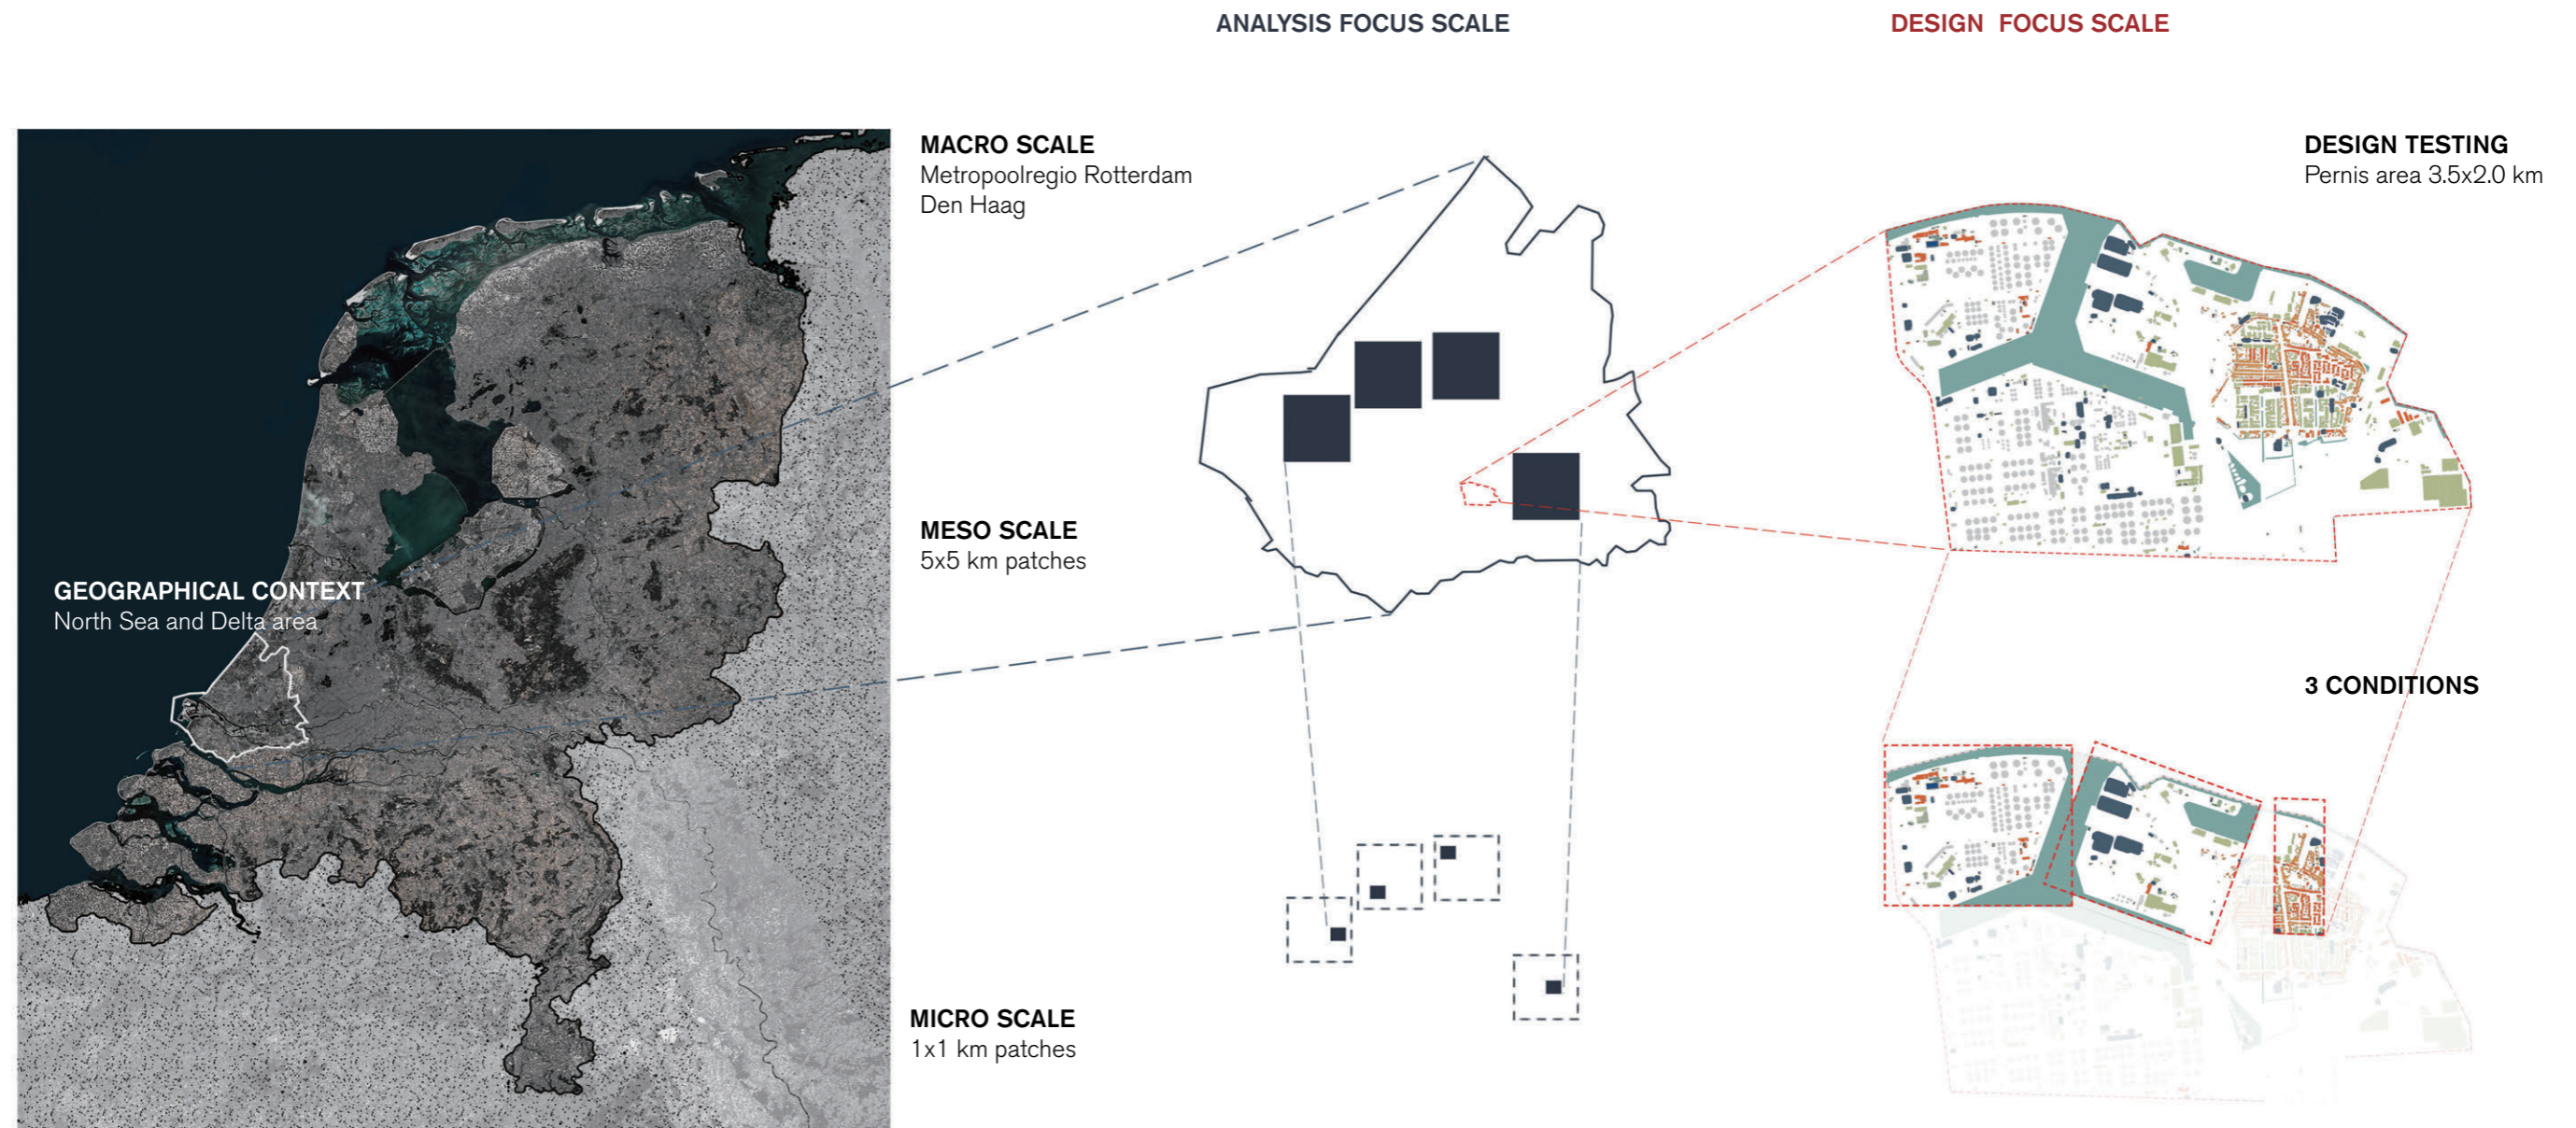 ANALYSIS FOCUS SCALE
DESIGN FOCUS SCALE
MACRO SCALE
Metropoolregio Rotterdam
Den Haag
DESIGN TESTING
Pernis area 3.5x2.0 km
MESO SCALE
5x5 km patches
GEOGRAPHICAL CONTEXT
North Sea and Delta area
3 CONDITIONS
MICRO SCALE
1x1 km patches